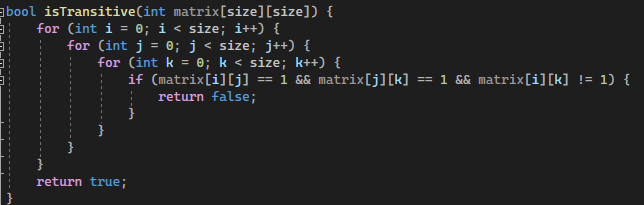 bool isTransitive(int matrix[size][size]) {
    for (int i = 0; i < size; i++) {
        for (int j = 0; j < size; j++) {
            for (int k = 0; k < size; k++) {
                if (matrix[i][j] == 1 && matrix[j][k] == 1 && matrix[i][k] != 1) {
                    return false;
                }
            }
        }
    }
    return true;
}